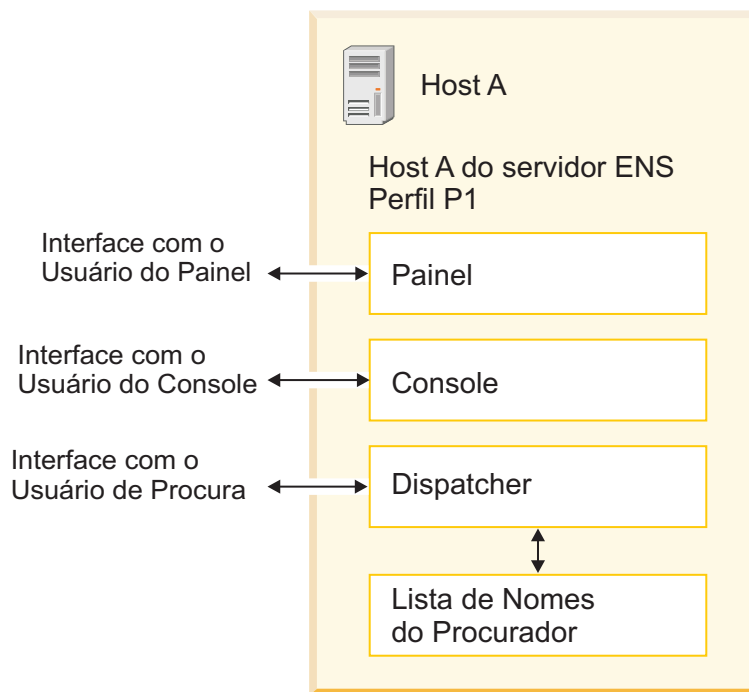 Host A
Host A do servidor ENS
Perfil P1
Interface com o
Usuário do Painel
Painel
Interface com o
Usuário do Console
Console
Interface com o
Usuário de Procura
Dispatcher
Lista de Nomes
do Procurador